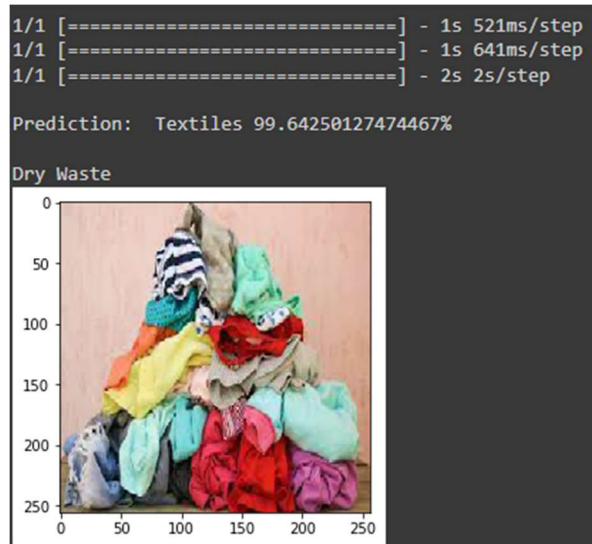 1/1 [==============================] - 1s 521ms/step
1/1 [==============================] - 1s 641ms/step
1/1 [==============================] - 2s 2s/step
Prediction:  Textiles 99.64250127474467%
Dry Waste
0
50
100
150
200
250
0 50 100 150 200 250